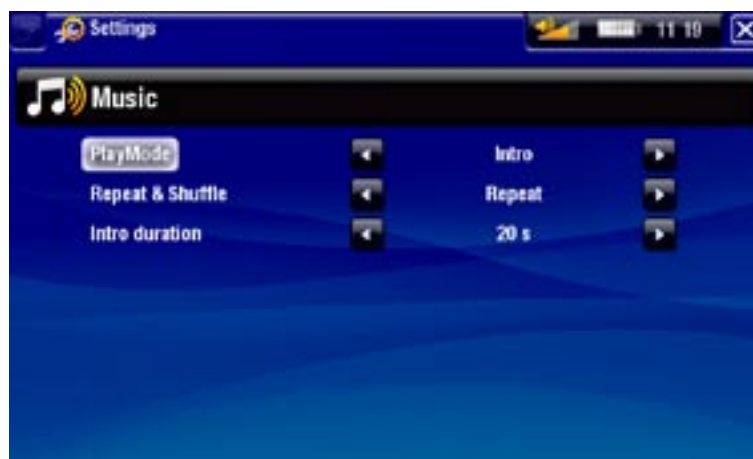 Settings 11 19
Music
PlayMode Intro
Repeat & Shuffle Repeat
Intro duration 20 s